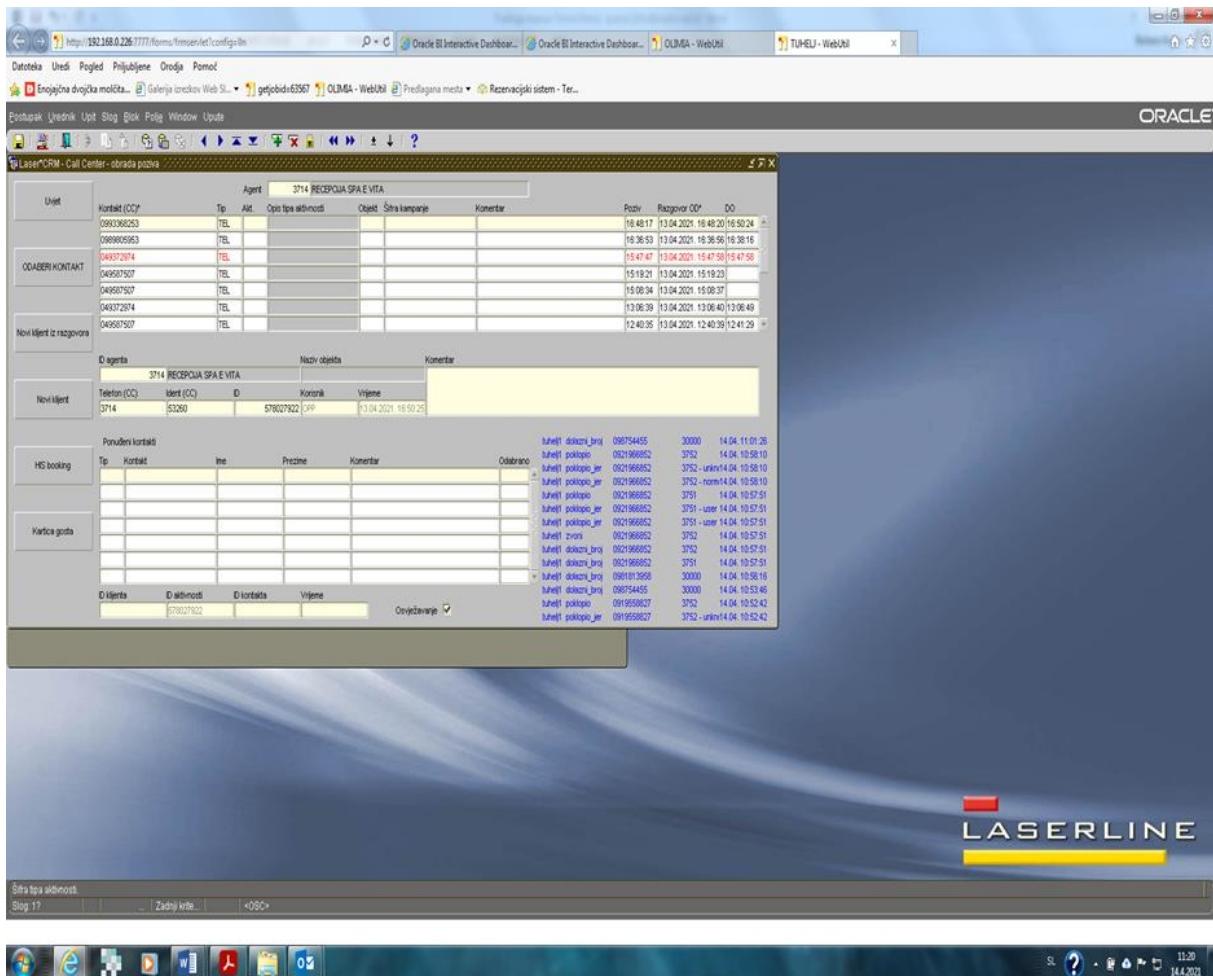 http://192.168.0.226:7777/forms/frmservlet?config=lln
Oracle BI Interactive Dashboar...
Oracle BI Interactive Dashboar...
OLIMIA - WebUtil
TUHELJ - WebUtil
Datoteka Uredi Pogled Priljubljene Orodja Pomoč
Enojajčna dvojčka molčita... Galerija izrezkov Web Sl... getjobid=63567 OLIMIA - WebUtil Predlagana mesta Rezervacijski sistem - Ter...
Postupak Urednik Upit Slog Blok Polje Window Upute
ORACLE
Laser*CRM - Call Center - obrada poziva
Uvjet
ODABERI KONTAKT
Novi klijent iz razgovora
Novi klijent
HIS booking
Kartica gosta
Agent 3714 RECEPCIJA SPA E VITA
Kontakt (CC)* Tip Akt. Opis tipa aktivnosti Objekt Šifra kampanje Komentar Poziv Razgovor OD* DO
0993368253 TEL 16:48:17 13.04.2021. 16:48:20 16:50:24
0989805953 TEL 16:36:53 13.04.2021. 16:36:56 16:38:16
049372974 TEL 15:47:47 13.04.2021. 15:47:58 15:47:58
049587507 TEL 15:19:21 13.04.2021. 15:19:23
049587507 TEL 15:08:34 13.04.2021. 15:08:37
049372974 TEL 13:06:39 13.04.2021. 13:06:40 13:06:49
049587507 TEL 12:40:35 13.04.2021. 12:40:39 12:41:29
ID agenta Naziv objekta Komentar
3714 RECEPCIJA SPA E VITA
Telefon (CC) Ident (CC) ID Korisnik Vrijeme
3714 53260 578027922 OPP 13.04.2021. 16:50:25
Ponuđeni kontakti
Tip Kontakt Ime Prezime Komentar Odabrano
ID klijenta ID aktivnosti ID kontakta Vrijeme
578027922
Osvježavanje
tuhelj1 dolazni_broj 098754455 30000 14.04. 11:01:26
tuhelj1 poklopio 0921966852 3752 14.04. 10:58:10
tuhelj1 poklopio_jer 0921966852 3752 - unknv14.04. 10:58:10
tuhelj1 poklopio_jer 0921966852 3752 - norm14.04. 10:58:10
tuhelj1 poklopio 0921966852 3751 14.04. 10:57:51
tuhelj1 poklopio_jer 0921966852 3751 - user 14.04. 10:57:51
tuhelj1 poklopio_jer 0921966852 3751 - user 14.04. 10:57:51
tuhelj1 zvoni 0921966852 3752 14.04. 10:57:51
tuhelj1 dolazni_broj 0921966852 3752 14.04. 10:57:51
tuhelj1 dolazni_broj 0921966852 3751 14.04. 10:57:51
tuhelj1 dolazni_broj 0981813958 30000 14.04. 10:56:16
tuhelj1 dolazni_broj 098754455 30000 14.04. 10:53:46
tuhelj1 poklopio 0919558827 3752 14.04. 10:52:42
tuhelj1 poklopio_jer 0919558827 3752 - unknv14.04. 10:52:42
LASERLINE
Šifra tipa aktivnosti.
Slog: 1? ... Zadnji krite... <OSC>
SL
11:20
14.4.2021